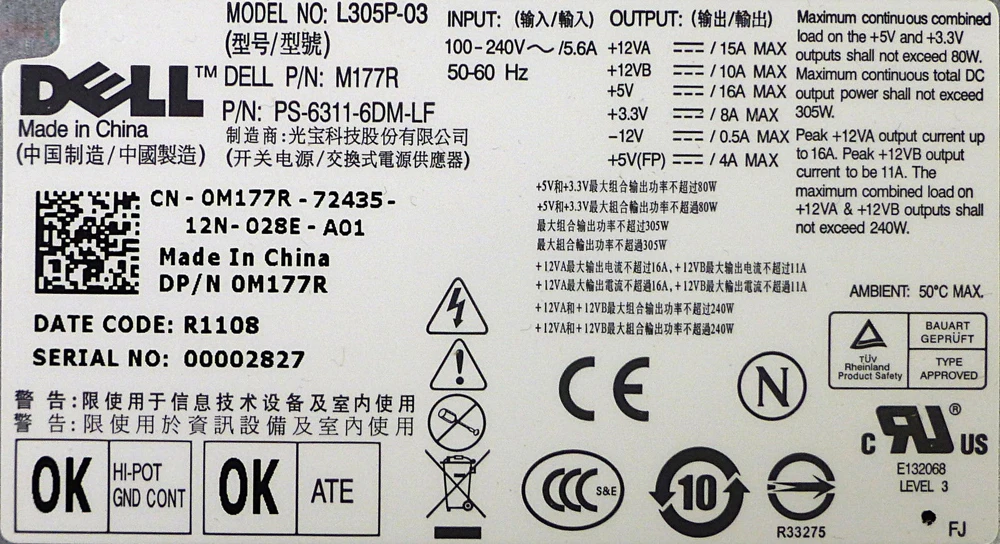 MODEL NO: L305P-03
(型号/型號)
DELL™
DELL P/N: M177R
P/N: PS-6311-6DM-LF
Made in China
(中国制造/中國製造)
制造商:光宝科技股份有限公司
(开关电源/交換式電源供應器)
INPUT: (输入/輸入)
100-240V～/5.6A
50-60 Hz
OUTPUT: (输出/輸出)
+12VA ⎓ / 15A MAX
+12VB ⎓ / 10A MAX
+5V ⎓ / 16A MAX
+3.3V ⎓ / 8A MAX
-12V ⎓ / 0.5A MAX
+5V(FP) ⎓ / 4A MAX
Maximum continuous combined
load on the +5V and +3.3V
outputs shall not exceed 80W.
Maximum continuous total DC
output power shall not exceed
305W.
Peak +12VA output current up
to 16A. Peak +12VB output
current to be 11A. The
maximum combined load on
+12VA & +12VB outputs shall
not exceed 240W.
CN - 0M177R - 72435-
12N - 028E - A01
Made In China
DP/N 0M177R
DATE CODE: R1108
SERIAL NO: 00002827
+5V和+3.3V最大组合输出功率不超过80W
+5V和+3.3V最大組合輸出功率不超過80W
最大组合输出功率不超过305W
最大組合輸出功率不超過305W
+12VA最大输出电流不超过16A,+12VB最大输出电流不超过11A
+12VA最大輸出電流不超過16A,+12VB最大輸出電流不超過11A
+12VA和+12VB最大组合输出功率不超过240W
+12VA和+12VB最大組合輸出功率不超過240W
AMBIENT: 50°C MAX.
TÜV
Rheinland
Product Safety
BAUART
GEPRÜFT
TYPE
APPROVED
警 告:限使用于信息技术设备及室内使用
警 告:限使用於資訊設備及室內使用
OK
HI-POT
GND CONT
OK
ATE
CE
N
CCC S&E
10
R33275
c RU US
®
E132068
LEVEL 3
FJ